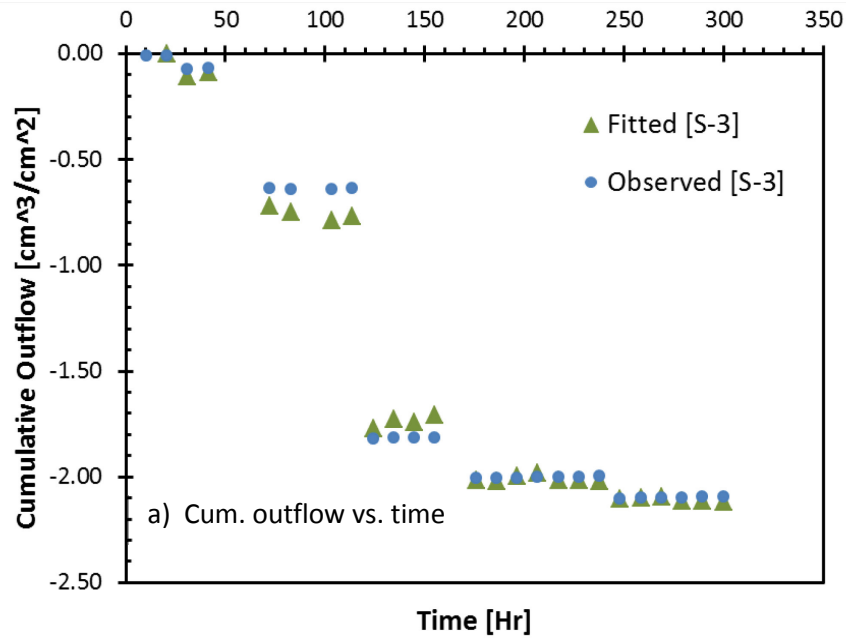 0 50 100 150 200 250 300 350
0.00
-0.50
-1.00
-1.50
-2.00
-2.50
Cumulative Outflow [cm^3/cm^2]
Fitted [S-3]
Observed [S-3]
a) Cum. outflow vs. time
Time [Hr]